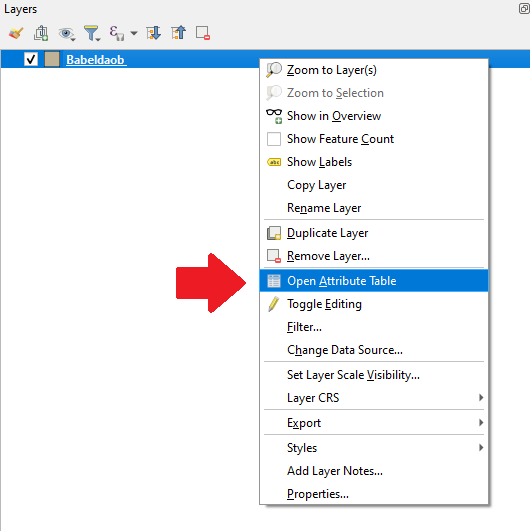 Layers
Babeldaob
Zoom to Layer(s)
Zoom to Selection
Show in Overview
Show Feature Count
abc Show Labels
Copy Layer
Rename Layer
Duplicate Layer
Remove Layer...
Open Attribute Table
Toggle Editing
Filter...
Change Data Source...
Set Layer Scale Visibility...
Layer CRS
Export
Styles
Add Layer Notes...
Properties...